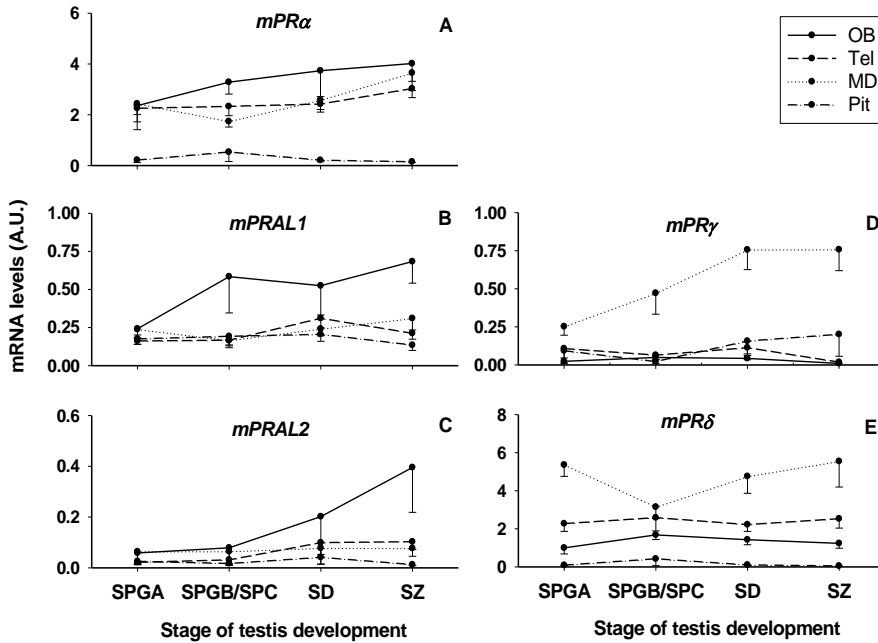 mPRα
A
6
4
2
0
OB
Tel
MD
Pit
mRNA levels (A.U.)
mPRAL1
B
1.00
0.75
0.50
0.25
0.00
mPRγ
D
1.00
0.75
0.50
0.25
0.00
mPRAL2
C
0.6
0.4
0.2
0.0
SPGA SPGB/SPC SD SZ
Stage of testis development
mPRδ
E
8
6
4
2
0
SPGA SPGB/SPC SD SZ
Stage of testis development